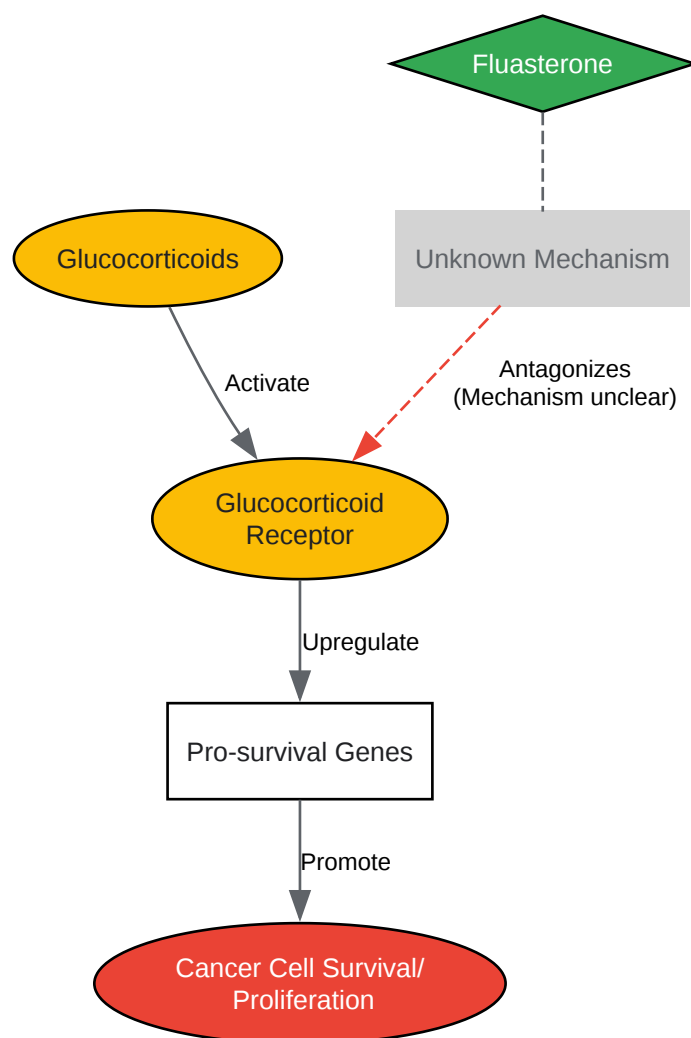 Fluasterone
Glucocorticoids
Unknown Mechanism
Activate
Antagonizes
(Mechanism unclear)
Glucocorticoid
Receptor
Upregulate
Pro-survival Genes
Promote
Cancer Cell Survival/
Proliferation